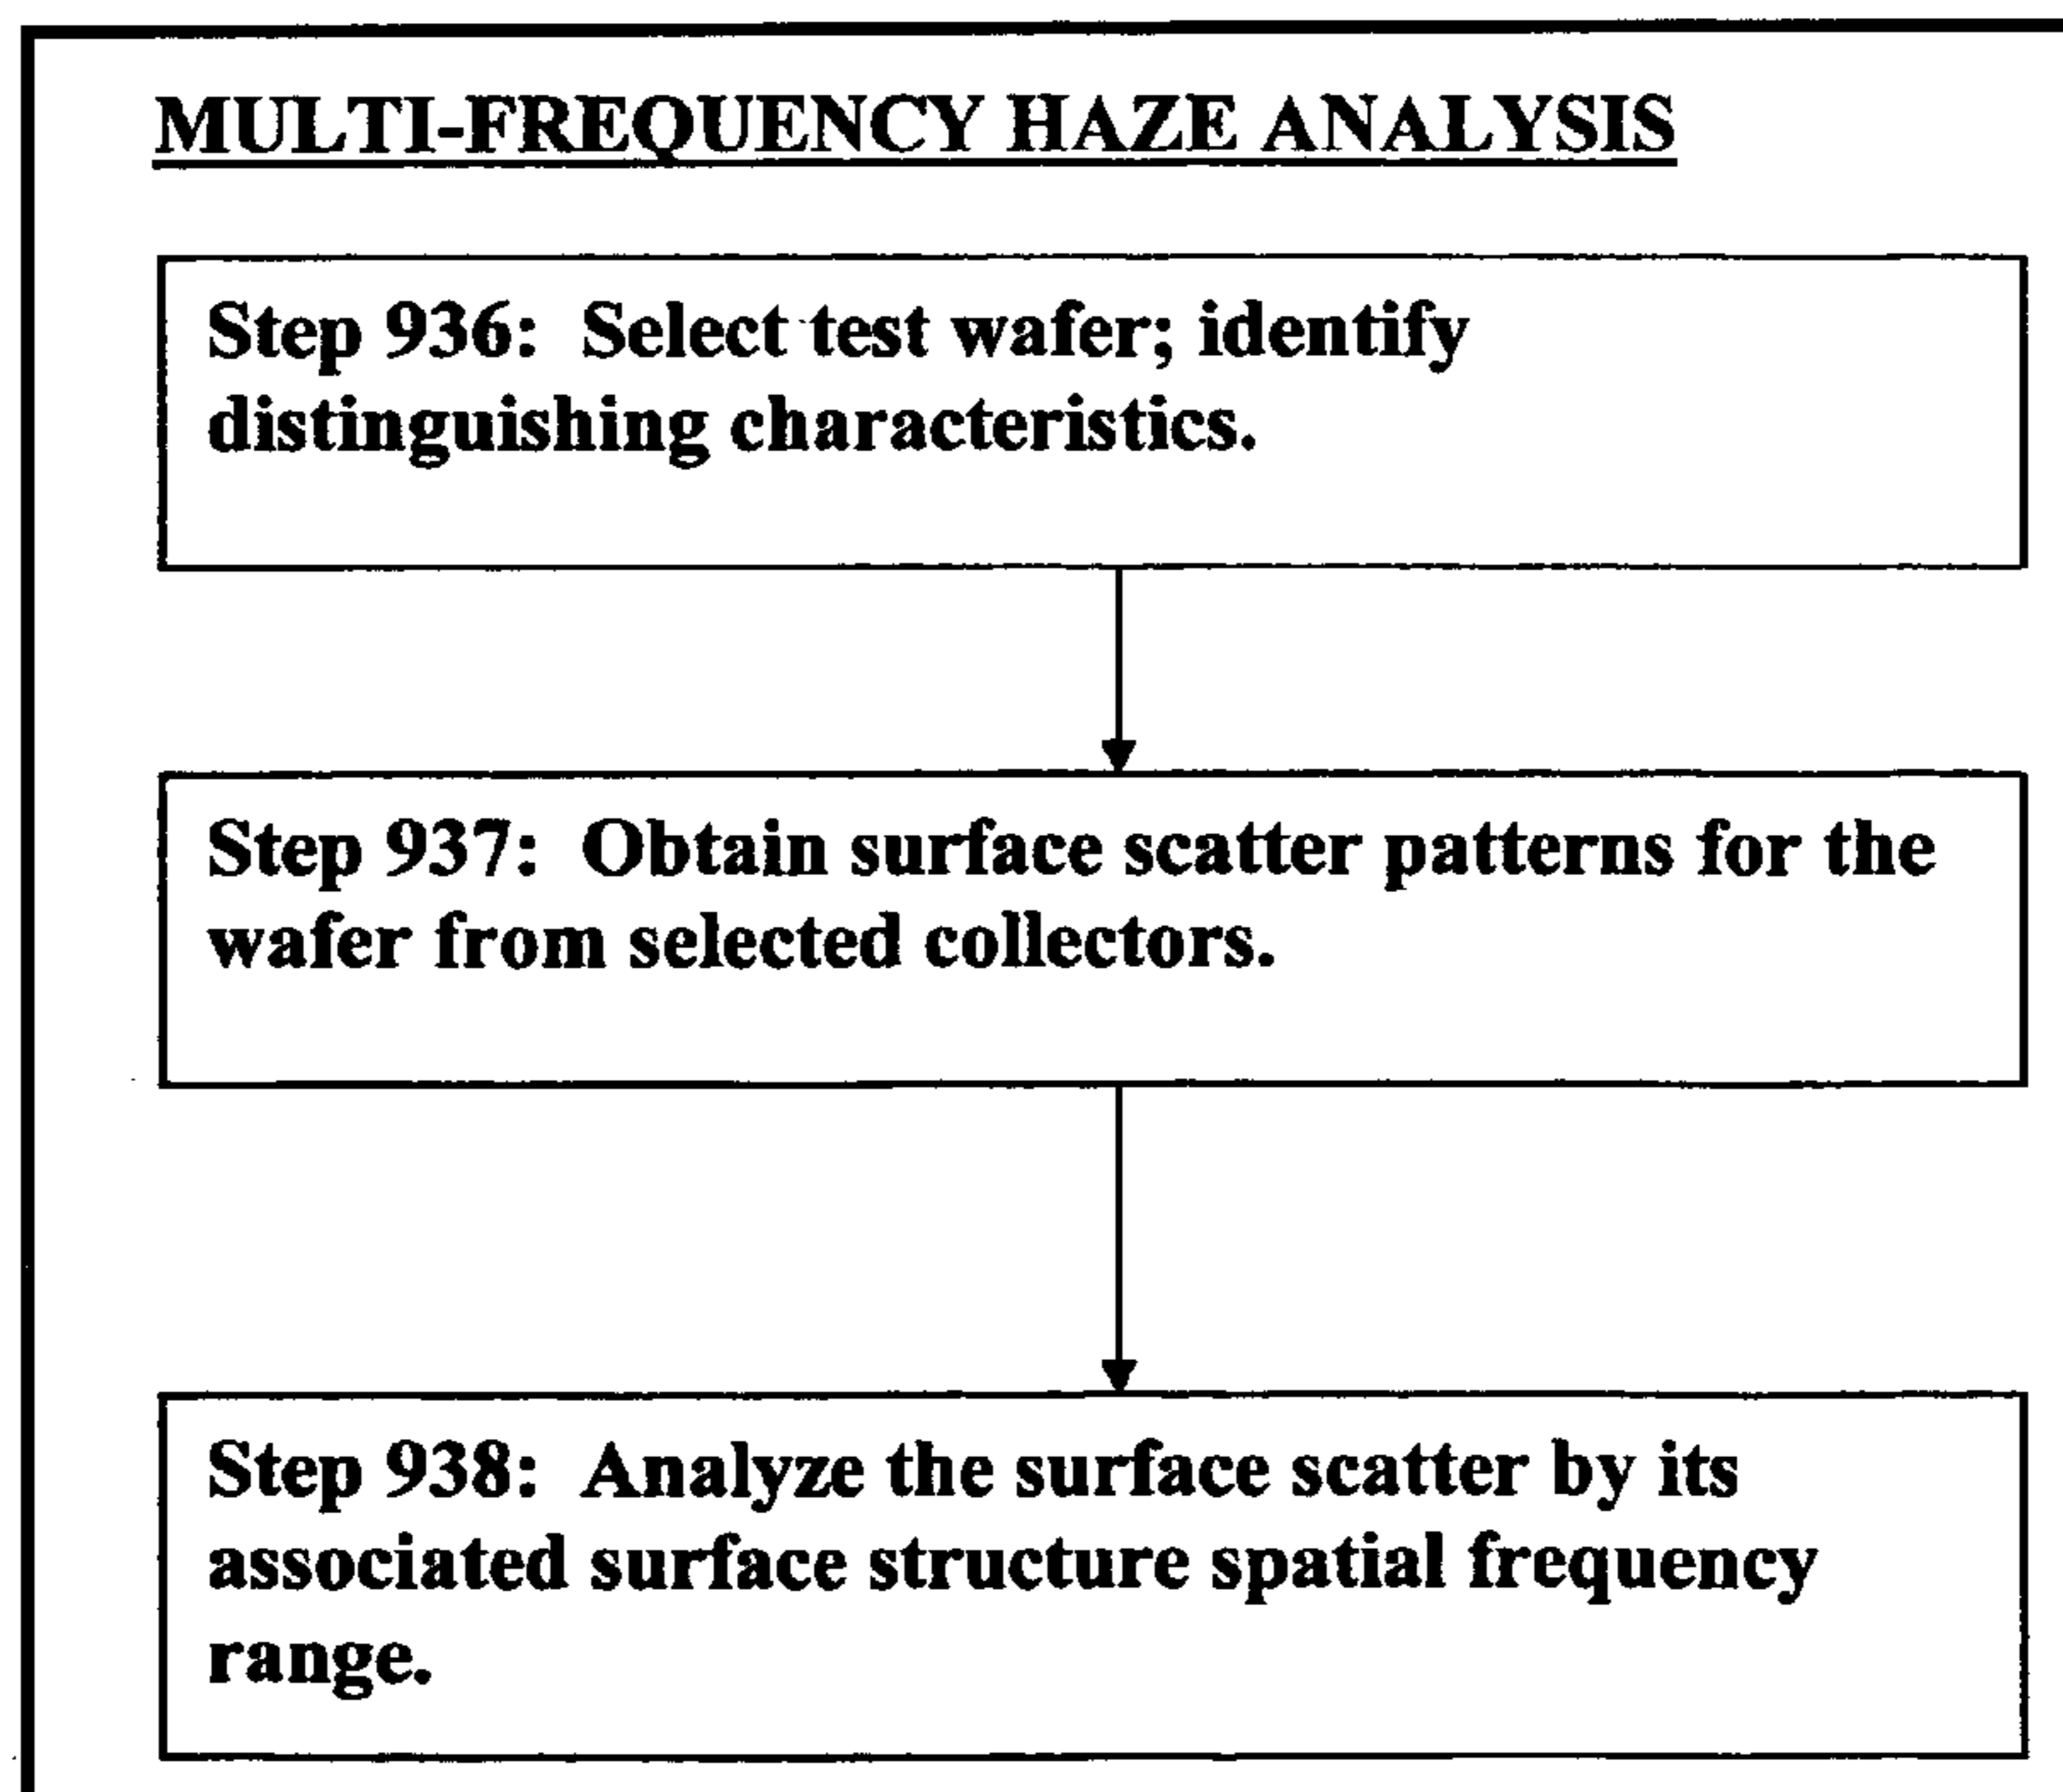 MULTI-FREQUENCY HAZE ANALYSIS
Step 936: Select test wafer; identify
distinguishing characteristics.
Step 937: Obtain surface scatter patterns for the
wafer from selected collectors.
Step 938: Analyze the surface scatter by its
associated surface structure spatial frequency
range.